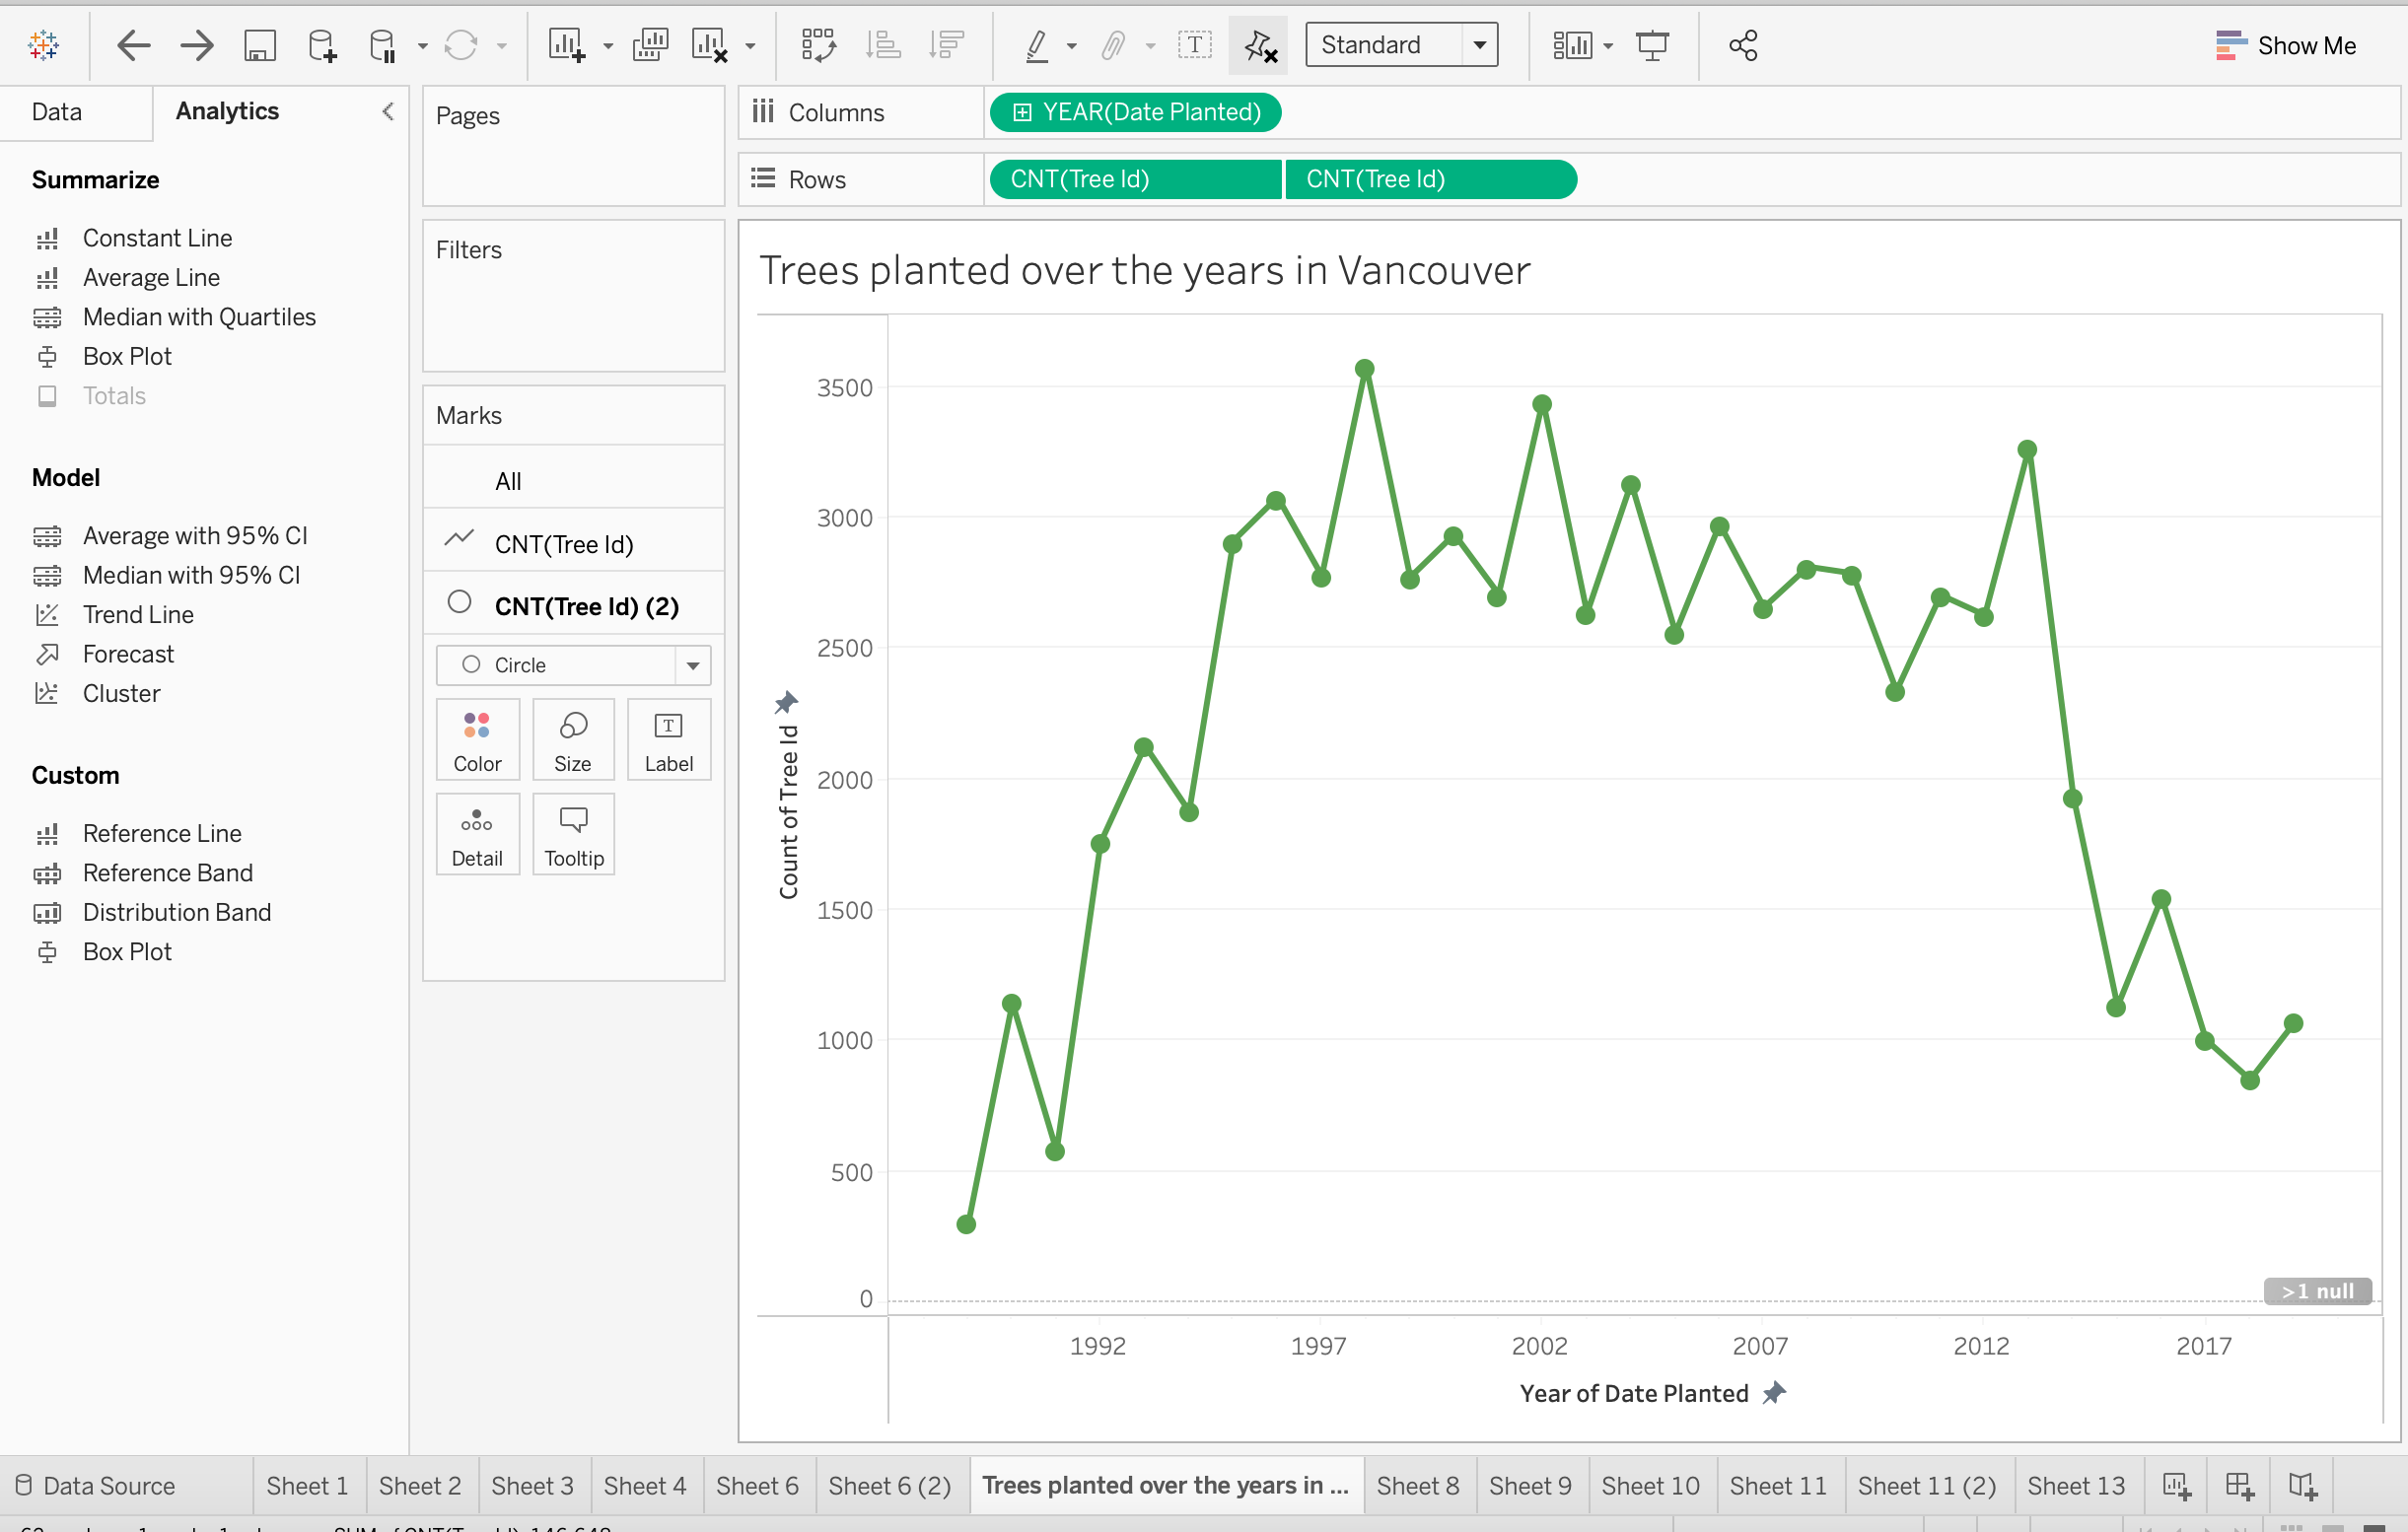 Standard
Show Me
Data
Analytics
Summarize
Constant Line
Average Line
Median with Quartiles
Box Plot
Totals
Model
Average with 95% CI
Median with 95% CI
Trend Line
Forecast
Cluster
Custom
Reference Line
Reference Band
Distribution Band
Box Plot
Pages
Filters
Marks
All
CNT(Tree Id)
CNT(Tree Id) (2)
Circle
Color
Size
T
Label
Detail
Tooltip
Columns
YEAR(Date Planted)
Rows
CNT(Tree Id)
CNT(Tree Id)
Trees planted over the years in Vancouver
Count of Tree Id
3500
3000
2500
2000
1500
1000
500
0
>1 null
1992
1997
2002
2007
2012
2017
Year of Date Planted
Data Source
Sheet 1
Sheet 2
Sheet 3
Sheet 4
Sheet 6
Sheet 6 (2)
Trees planted over the years in ...
Sheet 8
Sheet 9
Sheet 10
Sheet 11
Sheet 11 (2)
Sheet 13